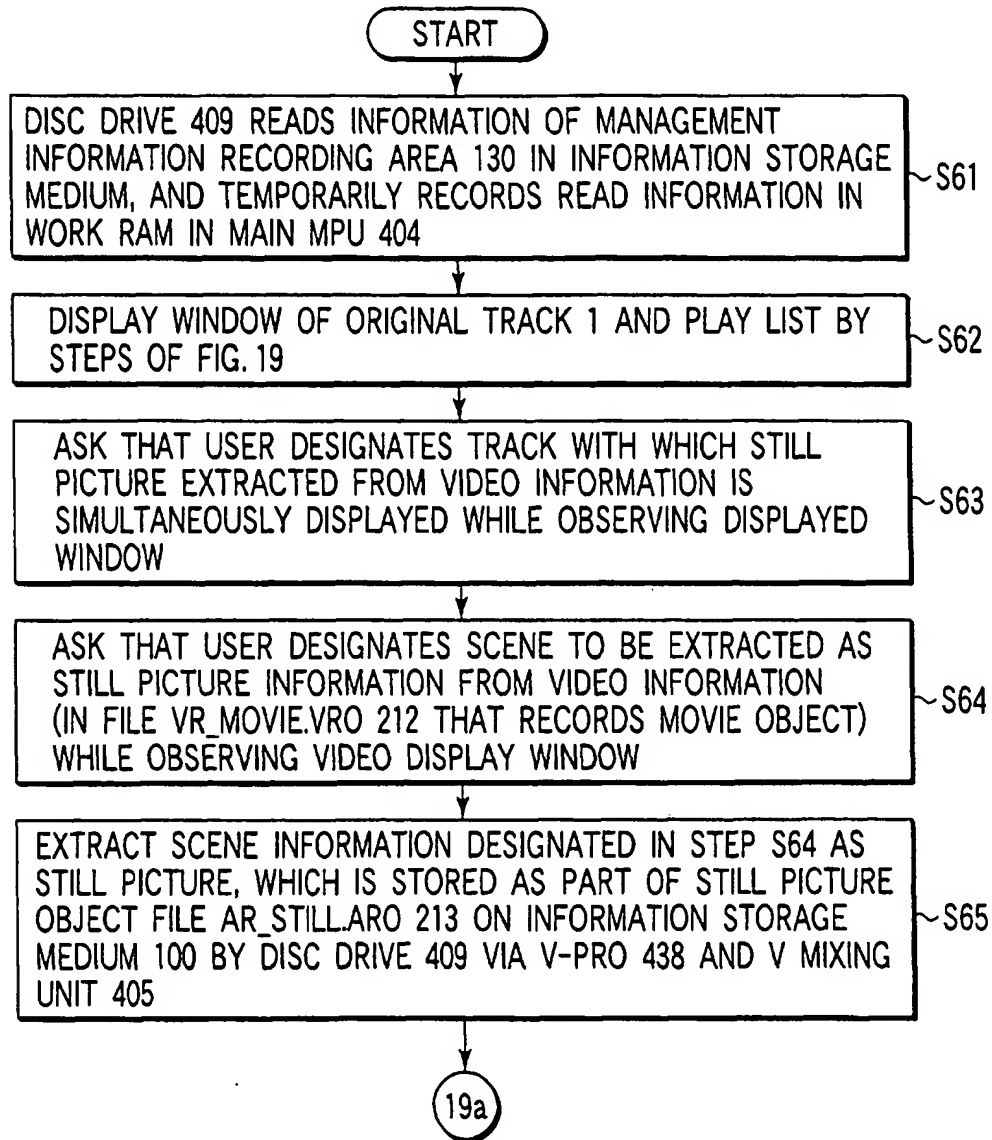 START
DISC DRIVE 409 READS INFORMATION OF MANAGEMENT
INFORMATION RECORDING AREA 130 IN INFORMATION STORAGE
MEDIUM, AND TEMPORARILY RECORDS READ INFORMATION IN
WORK RAM IN MAIN MPU 404
S61
DISPLAY WINDOW OF ORIGINAL TRACK 1 AND PLAY LIST BY
STEPS OF FIG. 19
S62
ASK THAT USER DESIGNATES TRACK WITH WHICH STILL
PICTURE EXTRACTED FROM VIDEO INFORMATION IS
SIMULTANEOUSLY DISPLAYED WHILE OBSERVING DISPLAYED
WINDOW
S63
ASK THAT USER DESIGNATES SCENE TO BE EXTRACTED AS
STILL PICTURE INFORMATION FROM VIDEO INFORMATION
(IN FILE VR_MOVIE.VRO 212 THAT RECORDS MOVIE OBJECT)
WHILE OBSERVING VIDEO DISPLAY WINDOW
S64
EXTRACT SCENE INFORMATION DESIGNATED IN STEP S64 AS
STILL PICTURE, WHICH IS STORED AS PART OF STILL PICTURE
OBJECT FILE AR_STILL.ARO 213 ON INFORMATION STORAGE
MEDIUM 100 BY DISC DRIVE 409 VIA V-PRO 438 AND V MIXING
UNIT 405
S65
19a